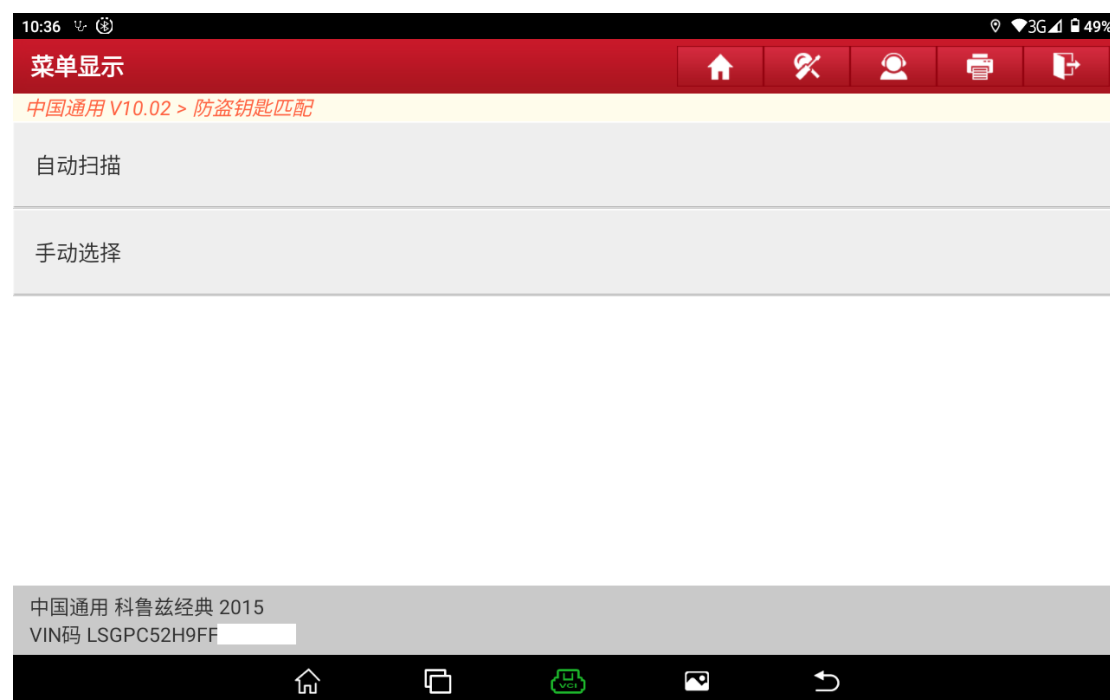 10:36 3G 49%
菜单显示
中国通用 V10.02 > 防盗钥匙匹配
自动扫描
手动选择
中国通用 科鲁兹经典 2015
VIN码 LSGPC52H9FF
VCI